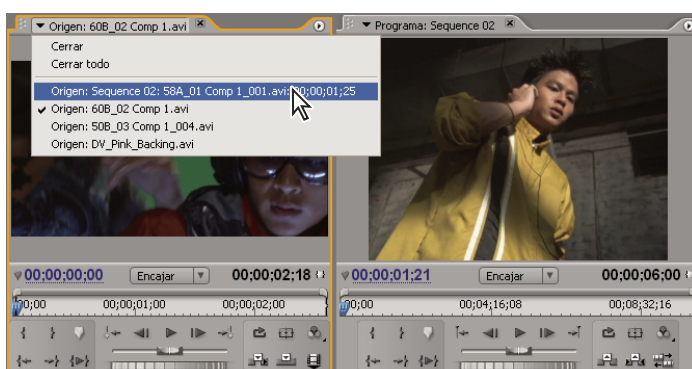 Origen: 60B_02 Comp 1.avi
Programa: Sequence 02
Cerrar
Cerrar todo
Origen: Sequence 02: 58A_01 Comp 1_001.avi: 00;00;01;25
Origen: 60B_02 Comp 1.avi
Origen: 50B_03 Comp 1_004.avi
Origen: DV_Pink_Backing.avi
00;00;00;00 Encajar 00;00;02;18
00;00;01;21 Encajar 00;00;06;00
00;00 00;00;01;00 00;00;02;00
00;00 00;04;16;08 00;08;32;16